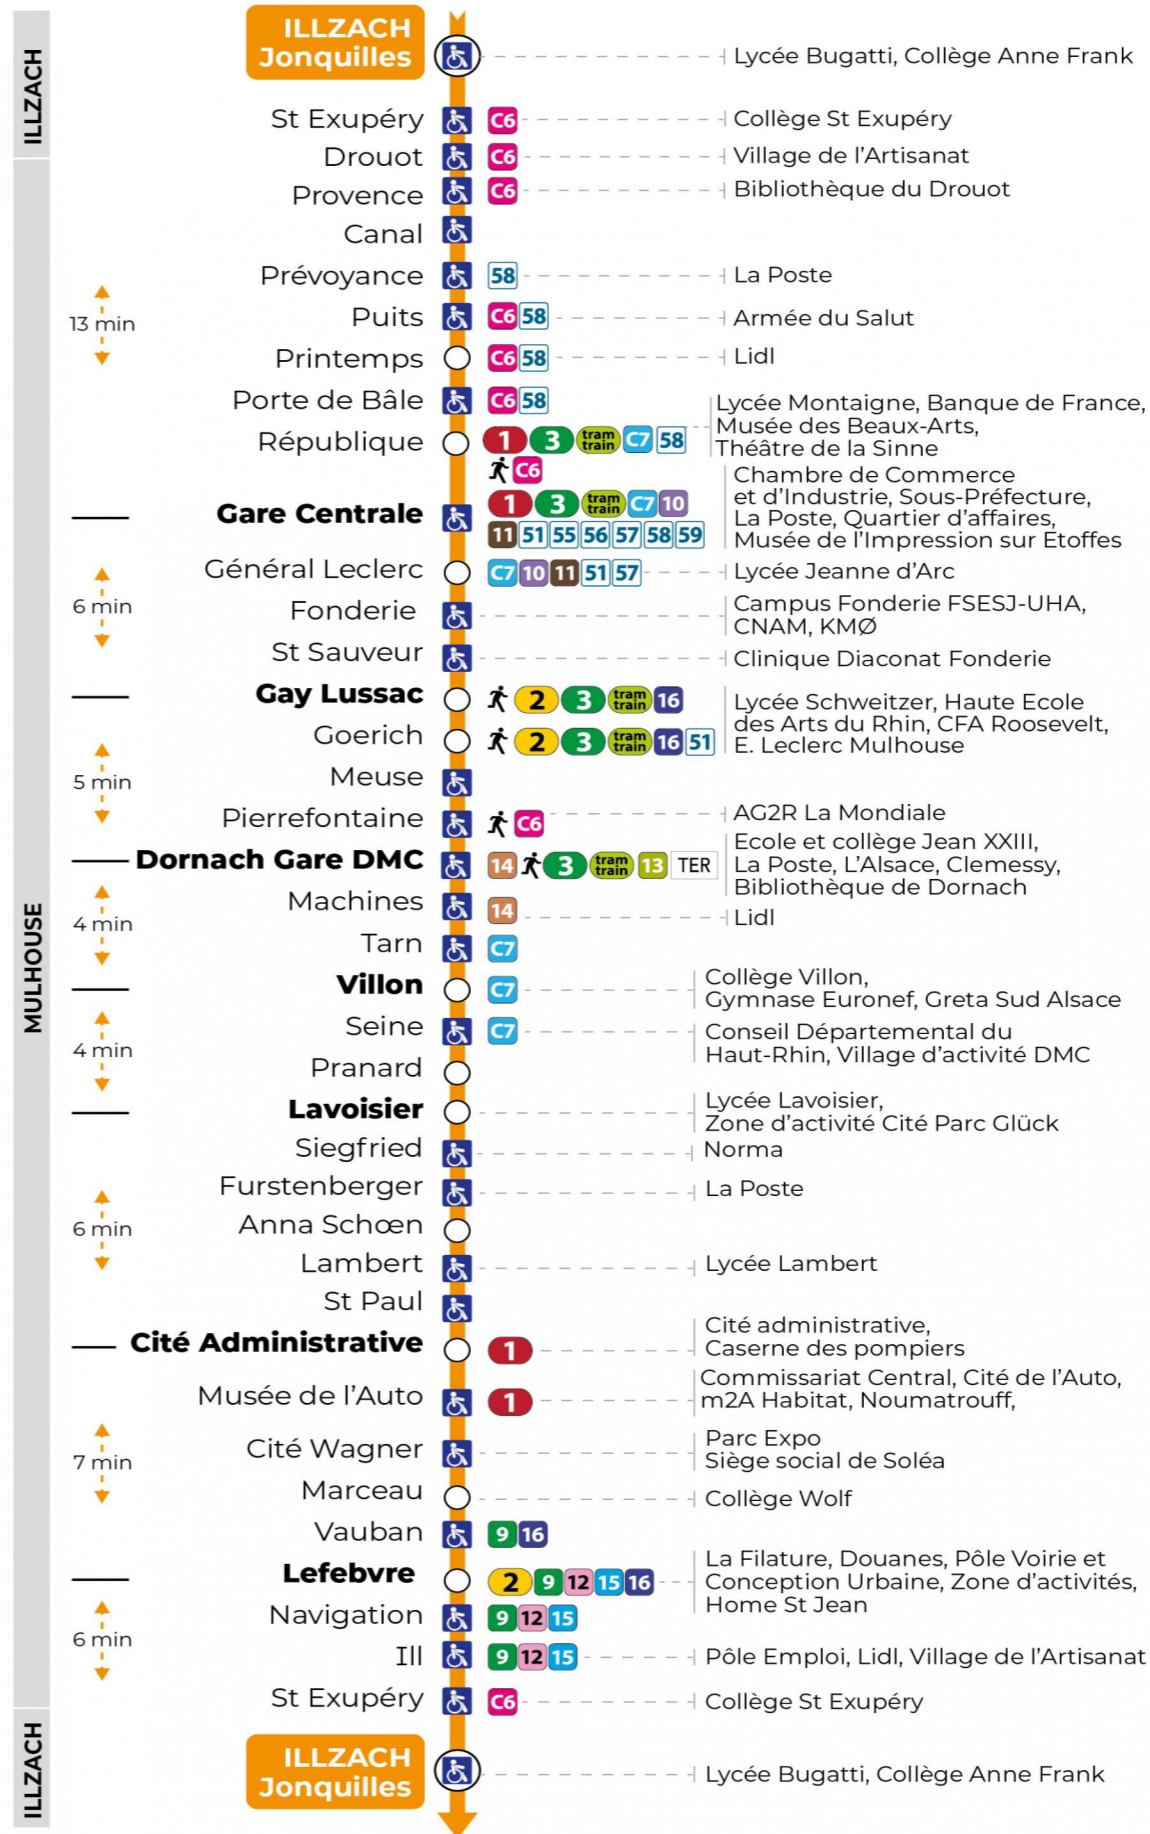 ILLZACH
ILLZACH
Jonquilles
Lycée Bugatti, Collège Anne Frank
St Exupéry C6 Collège St Exupéry
MULHOUSE
Drouot C6 Village de l'Artisanat
Provence C6 Bibliothèque du Drouot
Canal
Prévoyance 58 La Poste
13 min
Puits C6 58 Armée du Salut
Printemps C6 58 Lidl
Porte de Bâle C6 58
République 1 3 tram train C7 58
Lycée Montaigne, Banque de France,
Musée des Beaux-Arts,
Théâtre de la Sinne
C6
Gare Centrale 1 3 tram train C7 10
11 51 55 56 57 58 59
Chambre de Commerce
et d'Industrie, Sous-Préfecture,
La Poste, Quartier d'affaires,
Musée de l'Impression sur Etoffes
Général Leclerc C7 10 11 51 57 Lycée Jeanne d'Arc
6 min
Fonderie
Campus Fonderie FSESJ-UHA,
CNAM, KMØ
St Sauveur Clinique Diaconat Fonderie
Gay Lussac 2 3 tram train 16
Goerich 2 3 tram train 16 51
Lycée Schweitzer, Haute Ecole
des Arts du Rhin, CFA Roosevelt,
E. Leclerc Mulhouse
Meuse
5 min
Pierrefontaine C6 AG2R La Mondiale
Dornach Gare DMC 14 3 tram train 13 TER
Ecole et collège Jean XXIII,
La Poste, L'Alsace, Clemessy,
Bibliothèque de Dornach
Machines 14 Lidl
4 min
Tarn C7
Villon C7
Collège Villon,
Gymnase Euronef, Greta Sud Alsace
Seine C7
Conseil Départemental du
Haut-Rhin, Village d'activité DMC
4 min
Pranard
Lavoisier
Lycée Lavoisier,
Zone d'activité Cité Parc Glück
Siegfried Norma
Furstenberger La Poste
Anna Schœn
6 min
Lambert Lycée Lambert
St Paul
Cité Administrative 1
Cité administrative,
Caserne des pompiers
Musée de l'Auto 1
Commissariat Central, Cité de l'Auto,
m2A Habitat, Noumatrouff,
Cité Wagner
Parc Expo
Siège social de Soléa
7 min
Marceau Collège Wolf
Vauban 9 16
Lefebvre 2 9 12 15 16
La Filature, Douanes, Pôle Voirie et
Conception Urbaine, Zone d'activités,
Home St Jean
Navigation 9 12 15
6 min
Ill 9 12 15 Pôle Emploi, Lidl, Village de l'Artisanat
St Exupéry C6 Collège St Exupéry
ILLZACH
ILLZACH
Jonquilles
Lycée Bugatti, Collège Anne Frank